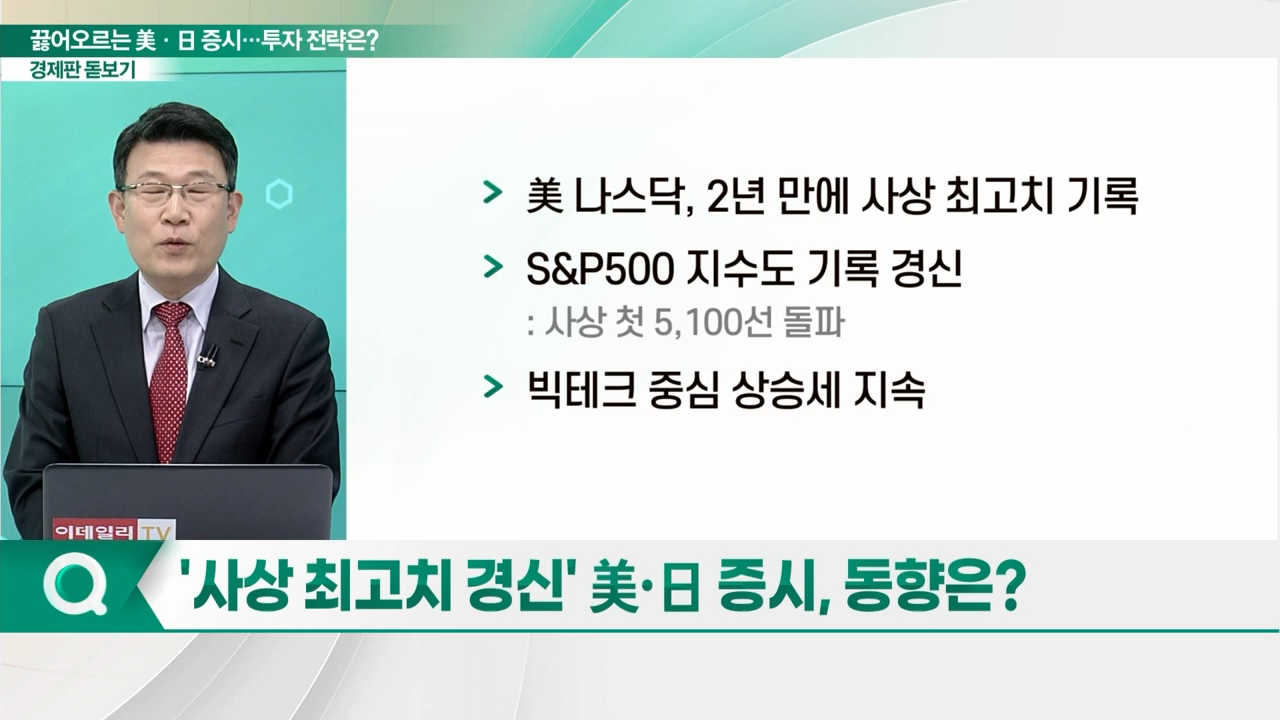 끓어오르는 美·日 증시…투자 전략은?
경제판 돋보기
> 美 나스닥, 2년 만에 사상 최고치 기록
> S&P500 지수도 기록 경신
: 사상 첫 5,100선 돌파
> 빅테크 중심 상승세 지속
이데일리 TV
'사상 최고치 경신' 美·日 증시, 동향은?